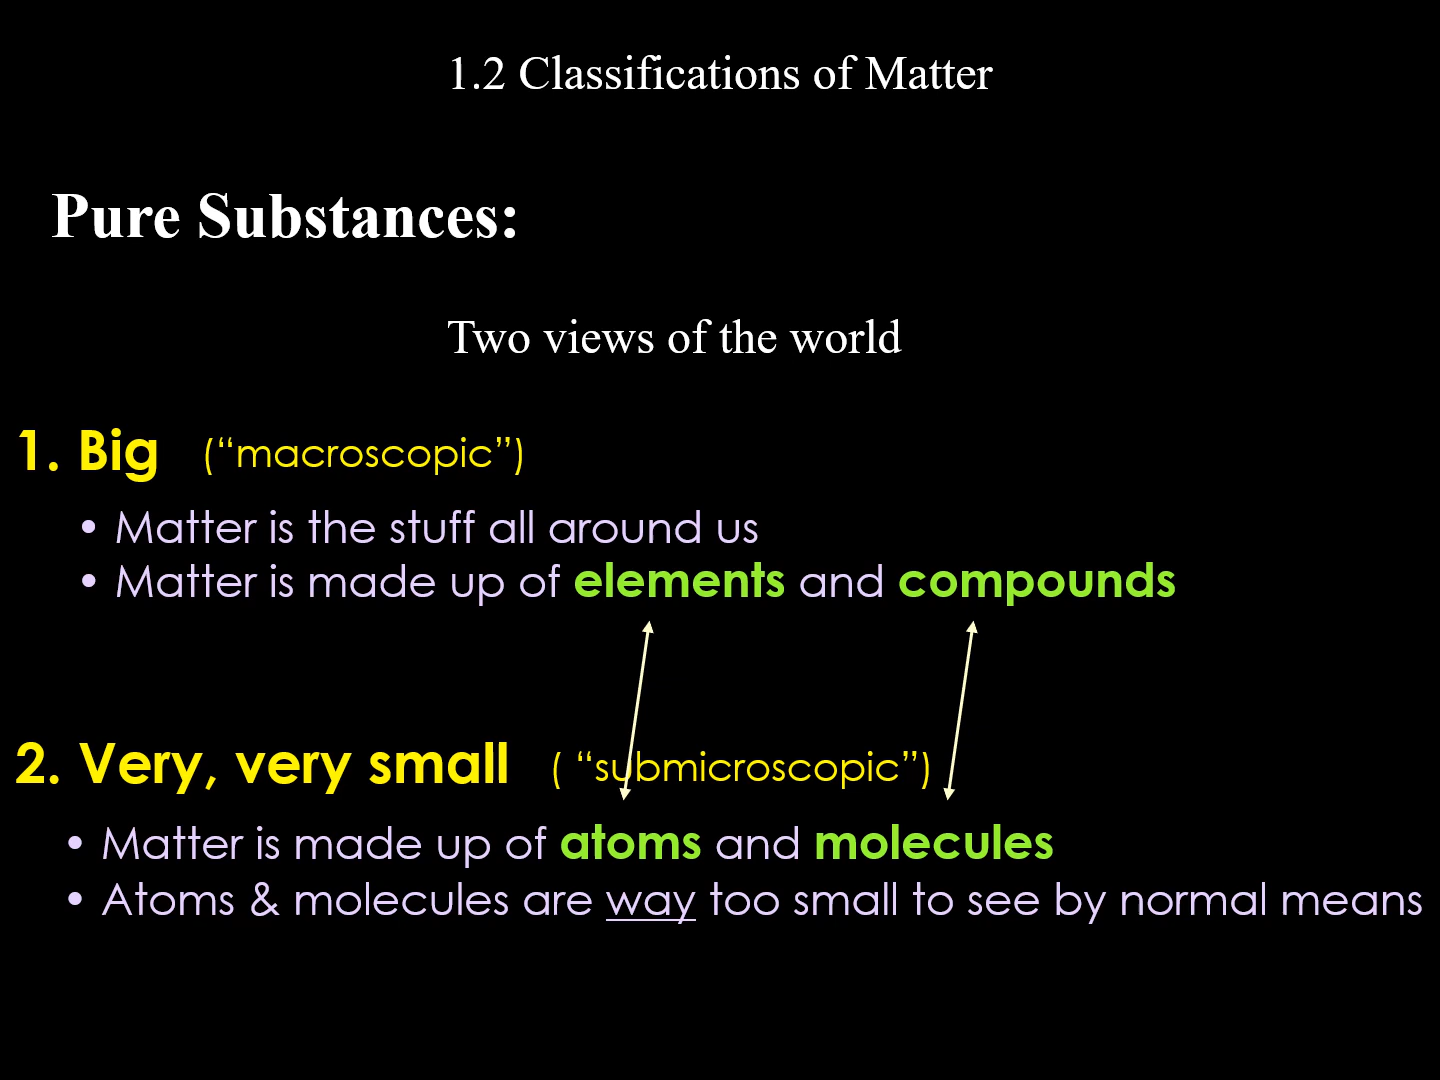 1.2 Classifications of Matter
Pure Substances:
Two views of the world
1. Big (“macroscopic”)
• Matter is the stuff all around us
• Matter is made up of elements and compounds
2. Very, very small ( “submicroscopic”)
• Matter is made up of atoms and molecules
• Atoms & molecules are way too small to see by normal means